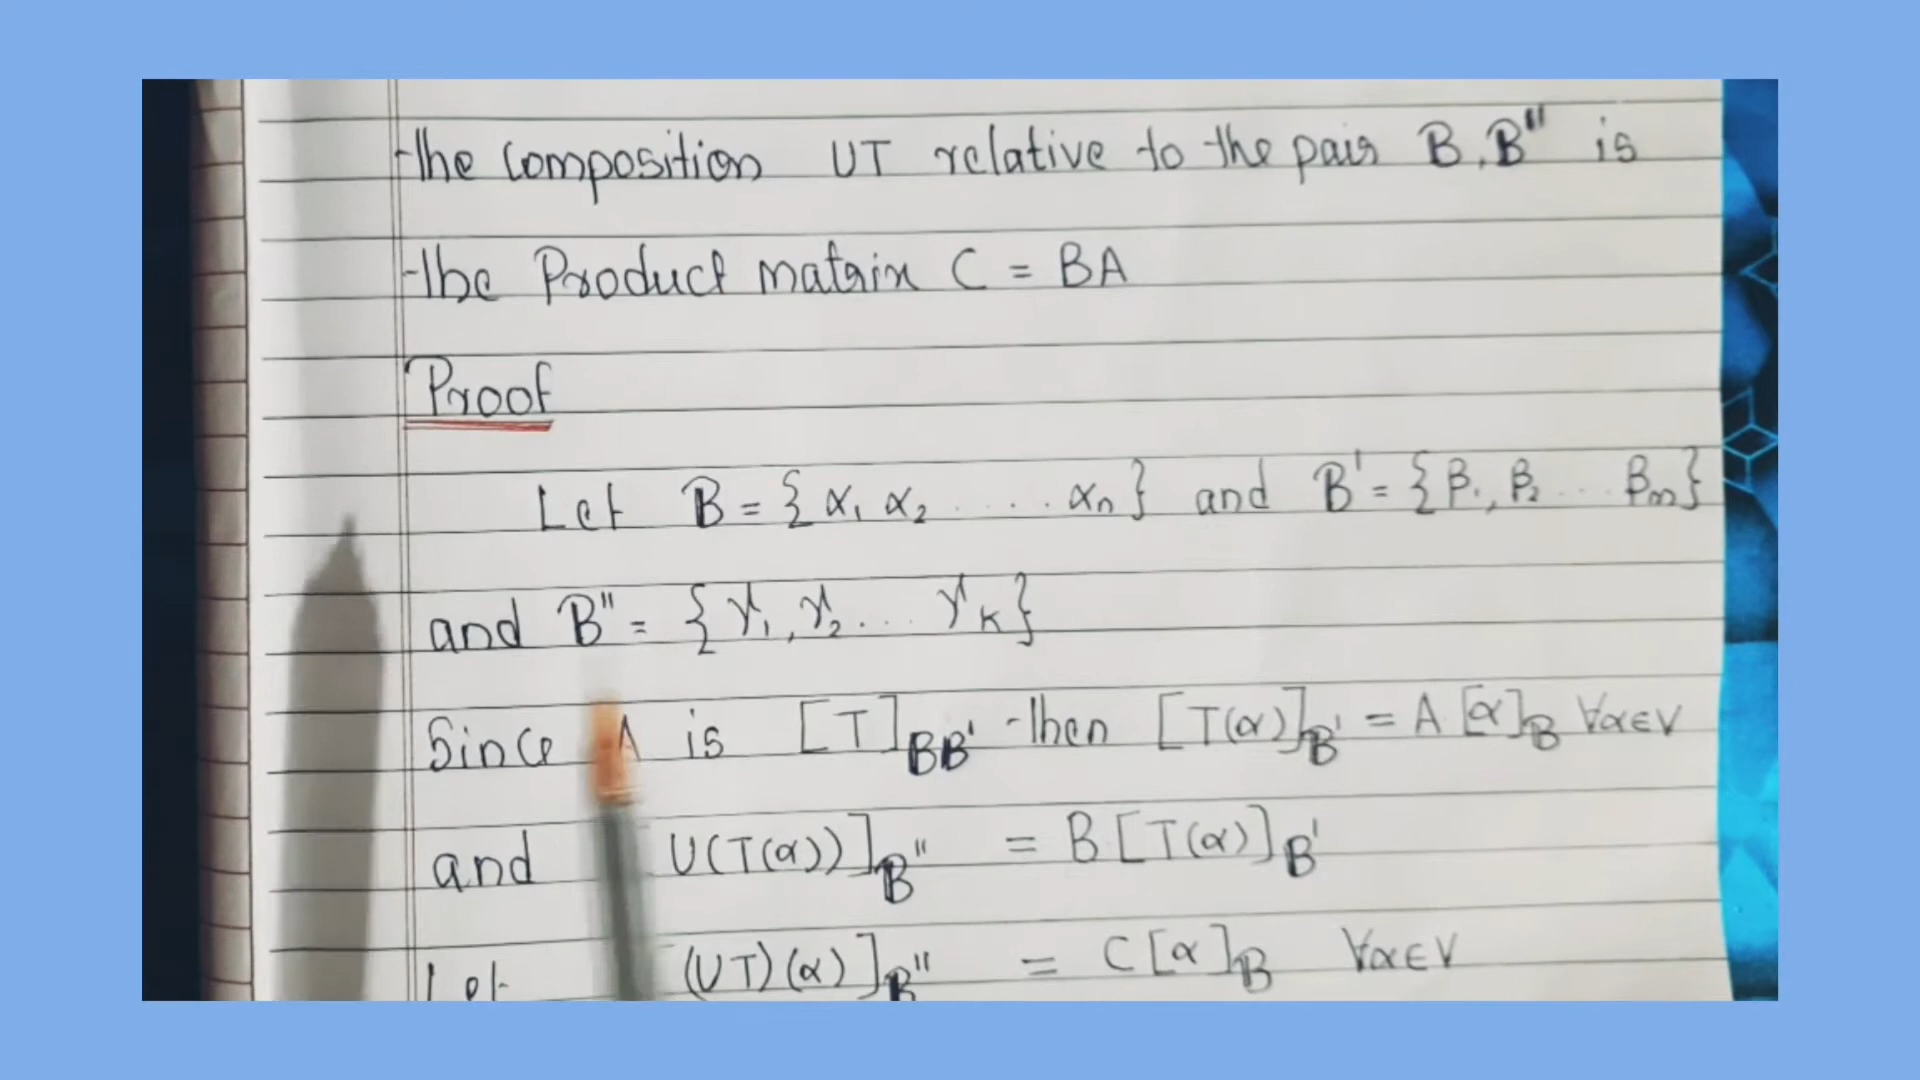 the composition UT relative to the pair B, B'' is
the Product matrix C = BA
Proof
Let B = { α₁ α₂ . . . . αₙ } and B' = { β₁, β₂ . . . βₘ }
and B'' = { γ₁, γ₂ . . . γₖ }
Since A is [T]BB' then [T(α)]B' = A [α]B ∀α∈V
and U(T(α))]B'' = B [T(α)]B'
Let (UT)(α)]B'' = C [α]B ∀α∈V